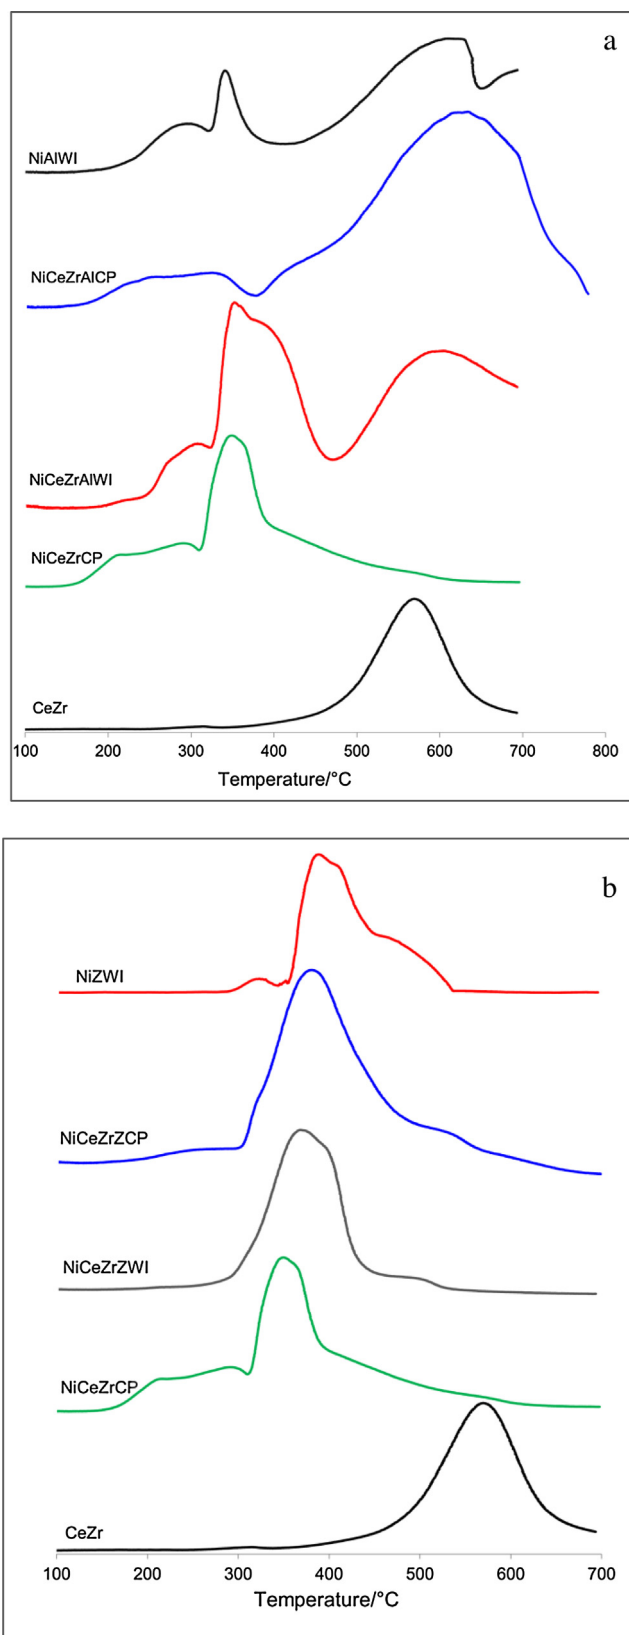 a
NiAlWI
NiCeZrAlCP
NiCeZrAlWI
NiCeZrCP
CeZr
100 200 300 400 500 600 700 800
Temperature/°C
b
NiZWI
NiCeZrZCP
NiCeZrZWI
NiCeZrCP
CeZr
100 200 300 400 500 600 700
Temperature/°C